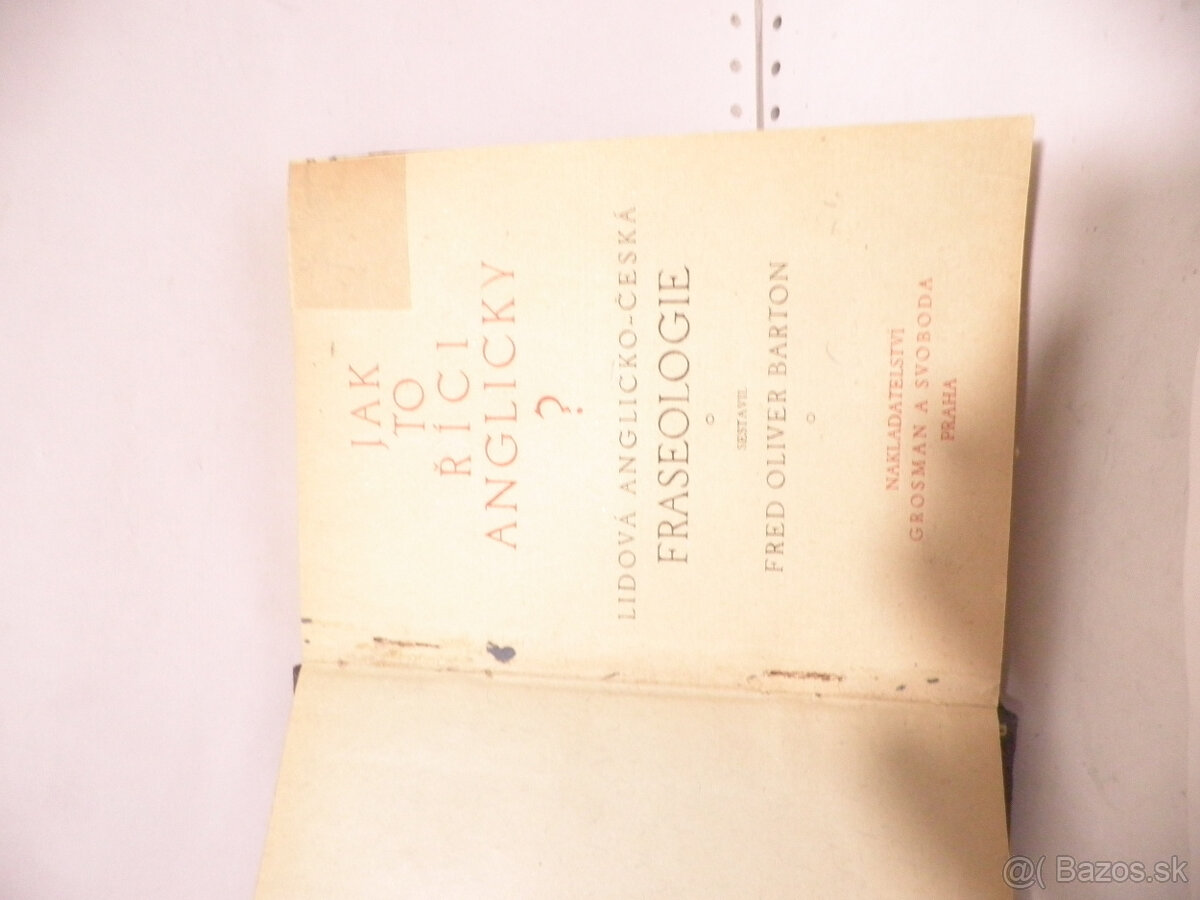 JAK
TO
ŘÍCI
ANGLICKY
?
LIDOVÁ ANGLICKO-ČESKÁ
FRASEOLOGIE
SESTAVIL
FRED OLIVER BARTON
NAKLADATELSTVÍ
GROSMAN A SVOBODA
PRAHA
@( Bazos.sk